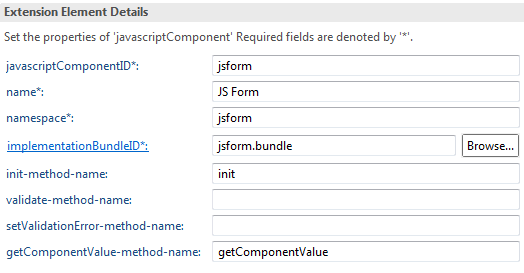 Extension Element Details
Set the properties of 'javascriptComponent' Required fields are denoted by '*'.
javascriptComponentID*: jsform
name*: JS Form
namespace*: jsform
implementationBundleID*: jsform.bundle Browse...
init-method-name: init
validate-method-name:
setValidationError-method-name:
getComponentValue-method-name: getComponentValue